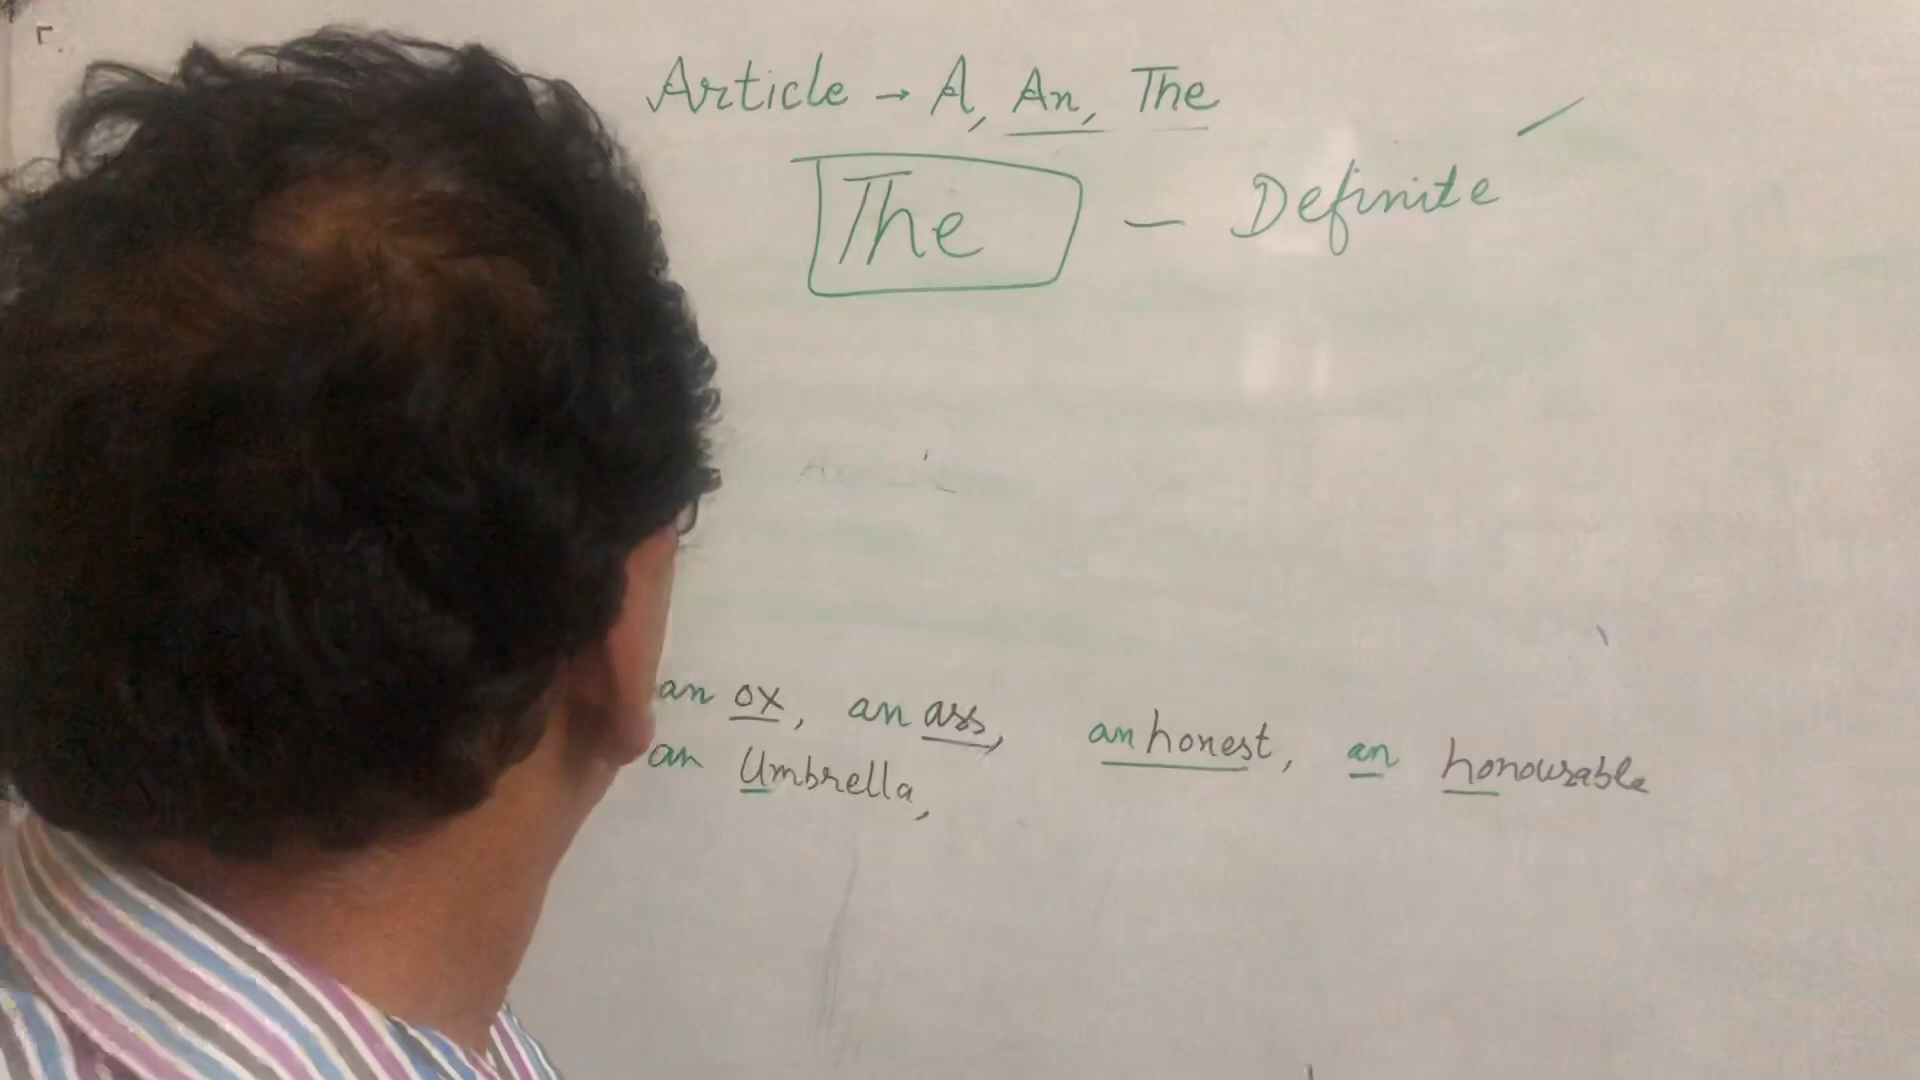 Article → A, An, The
The — Definite
an ox, an ass, an honest, an honourable
an Umbrella,